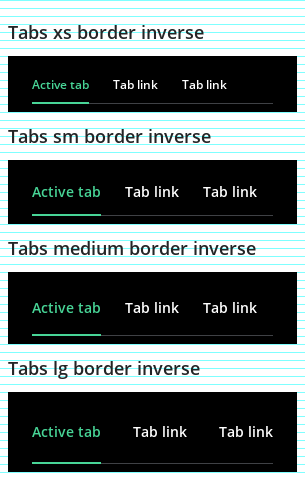 Tabs xs border inverse
Active tab Tab link Tab link
Tabs sm border inverse
Active tab Tab link Tab link
Tabs medium border inverse
Active tab Tab link Tab link
Tabs lg border inverse
Active tab Tab link Tab link